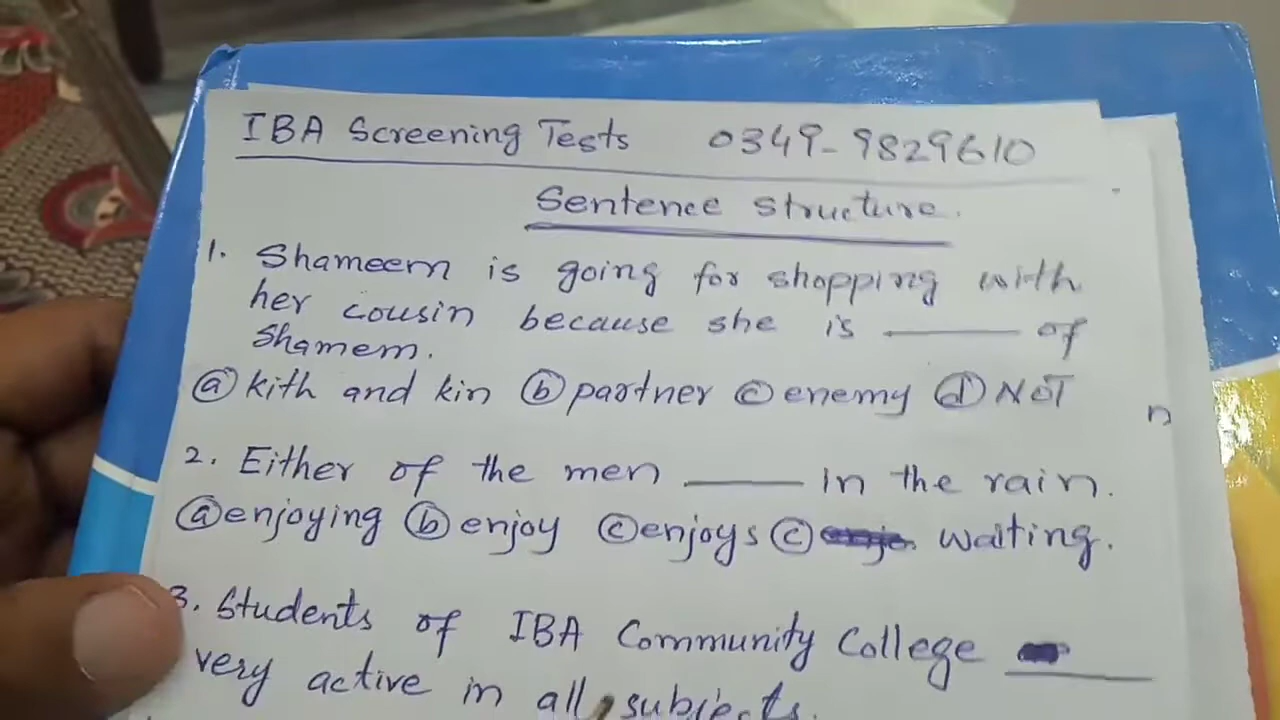 IBA Screening Tests 0349-9829610
Sentence structure.
1. Shameem is going for shopping with
her cousin because she is ______ of
Shamem.
ⓐ kith and kin ⓑ partner ⓒ enemy ⓓ NOT
2. Either of the men ______ in the rain.
ⓐ enjoying ⓑ enjoy ⓒ enjoys ⓒ waiting.
3. Students of IBA Community College ______
very active in all subjects.